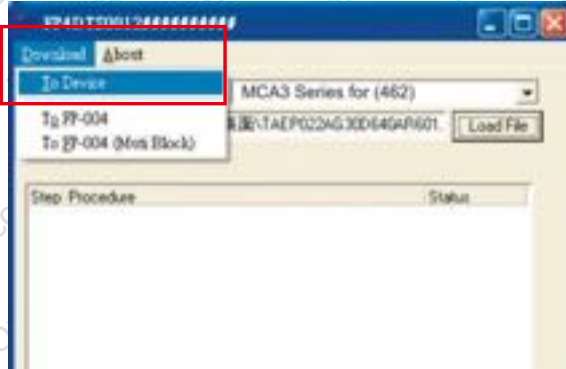 Download About
To Device
MCA3 Series for (462)
To FP-004
Load File
To FP-004 (Muti Block)
Step Procedure Status